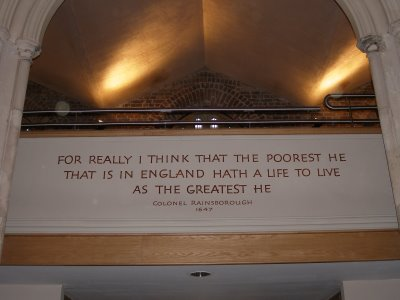 FOR REALLY I THINK THAT THE POOREST HE
THAT IS IN ENGLAND HATH A LIFE TO LIVE
AS THE GREATEST HE
COLONEL RAINSBOROUGH
1647